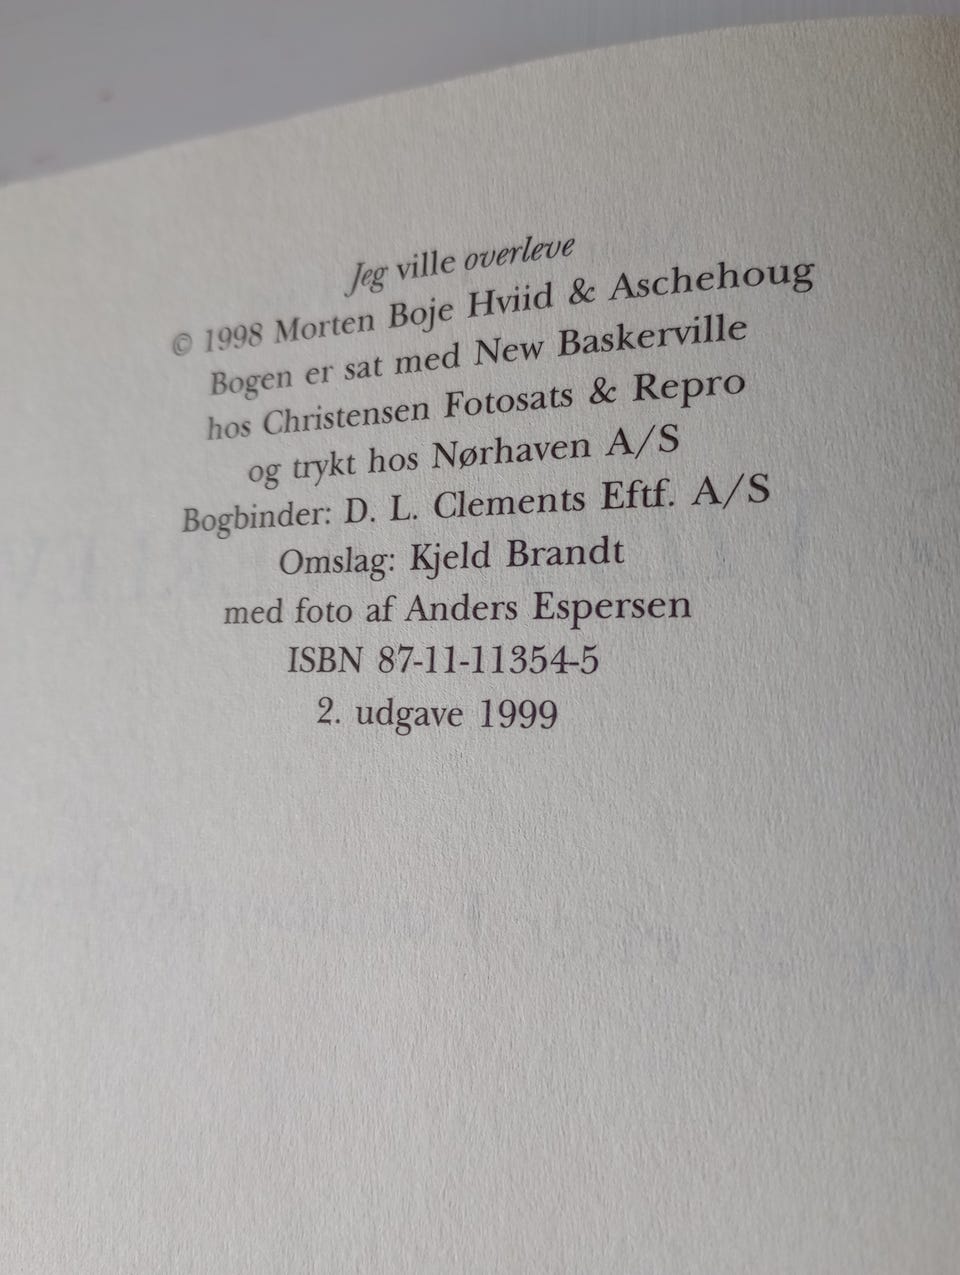 Jeg ville overleve
© 1998 Morten Boje Hviid & Aschehoug
Bogen er sat med New Baskerville
hos Christensen Fotosats & Repro
og trykt hos Nørhaven A/S
Bogbinder: D. L. Clements Eftf. A/S
Omslag: Kjeld Brandt
med foto af Anders Espersen
ISBN 87-11-11354-5
2. udgave 1999